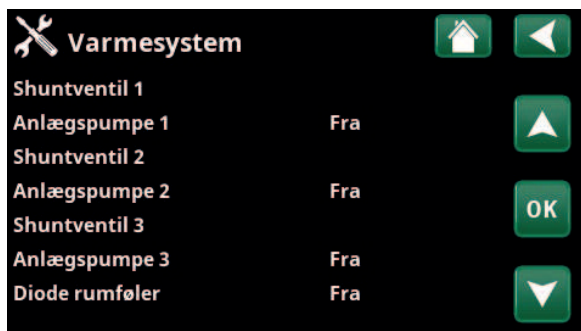 Varmesystem
Shuntventil 1
Anlægspumpe 1 Fra
Shuntventil 2
Anlægspumpe 2 Fra
OK
Shuntventil 3
Anlægspumpe 3 Fra
Diode rumføler Fra